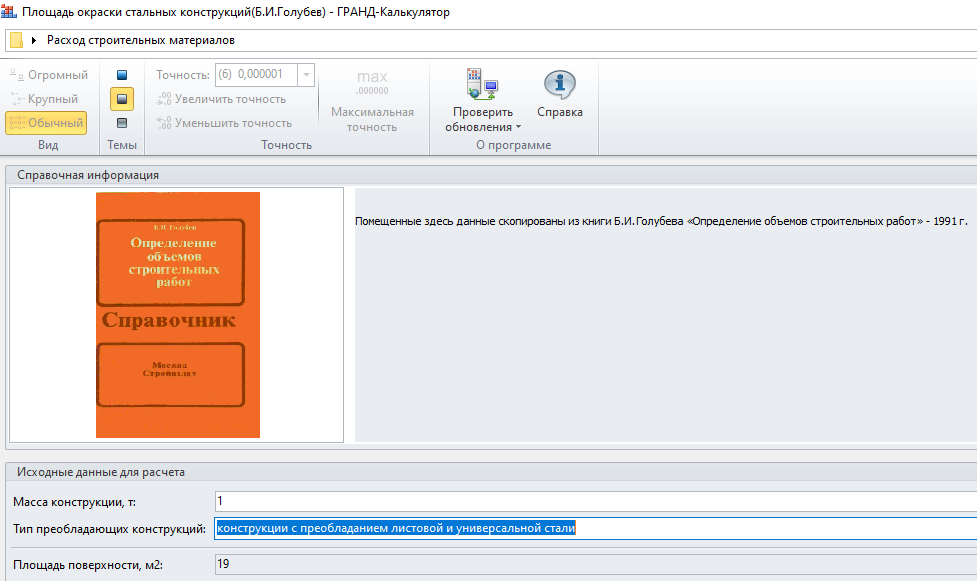 Площадь окраски стальных конструкций(Б.И.Голубев) - ГРАНД-Калькулятор
Расход строительных материалов
Огромный
Крупный
Обычный
Вид
Темы
Точность: (6) 0,000001
Увеличить точность
Уменьшить точность
Точность
max
.000000
Максимальная
точность
Проверить
обновления
Справка
О программе
Справочная информация
Б.И. Голубев
Определение
объемов
строительных
работ
Справочник
Москва
Стройиздат
Помещенные здесь данные скопированы из книги Б.И.Голубева «Определение объемов строительных работ» - 1991 г.
Исходные данные для расчета
Масса конструкции, т: 1
Тип преобладающих конструкций: конструкции с преобладанием листовой и универсальной стали
Площадь поверхности, м2: 19